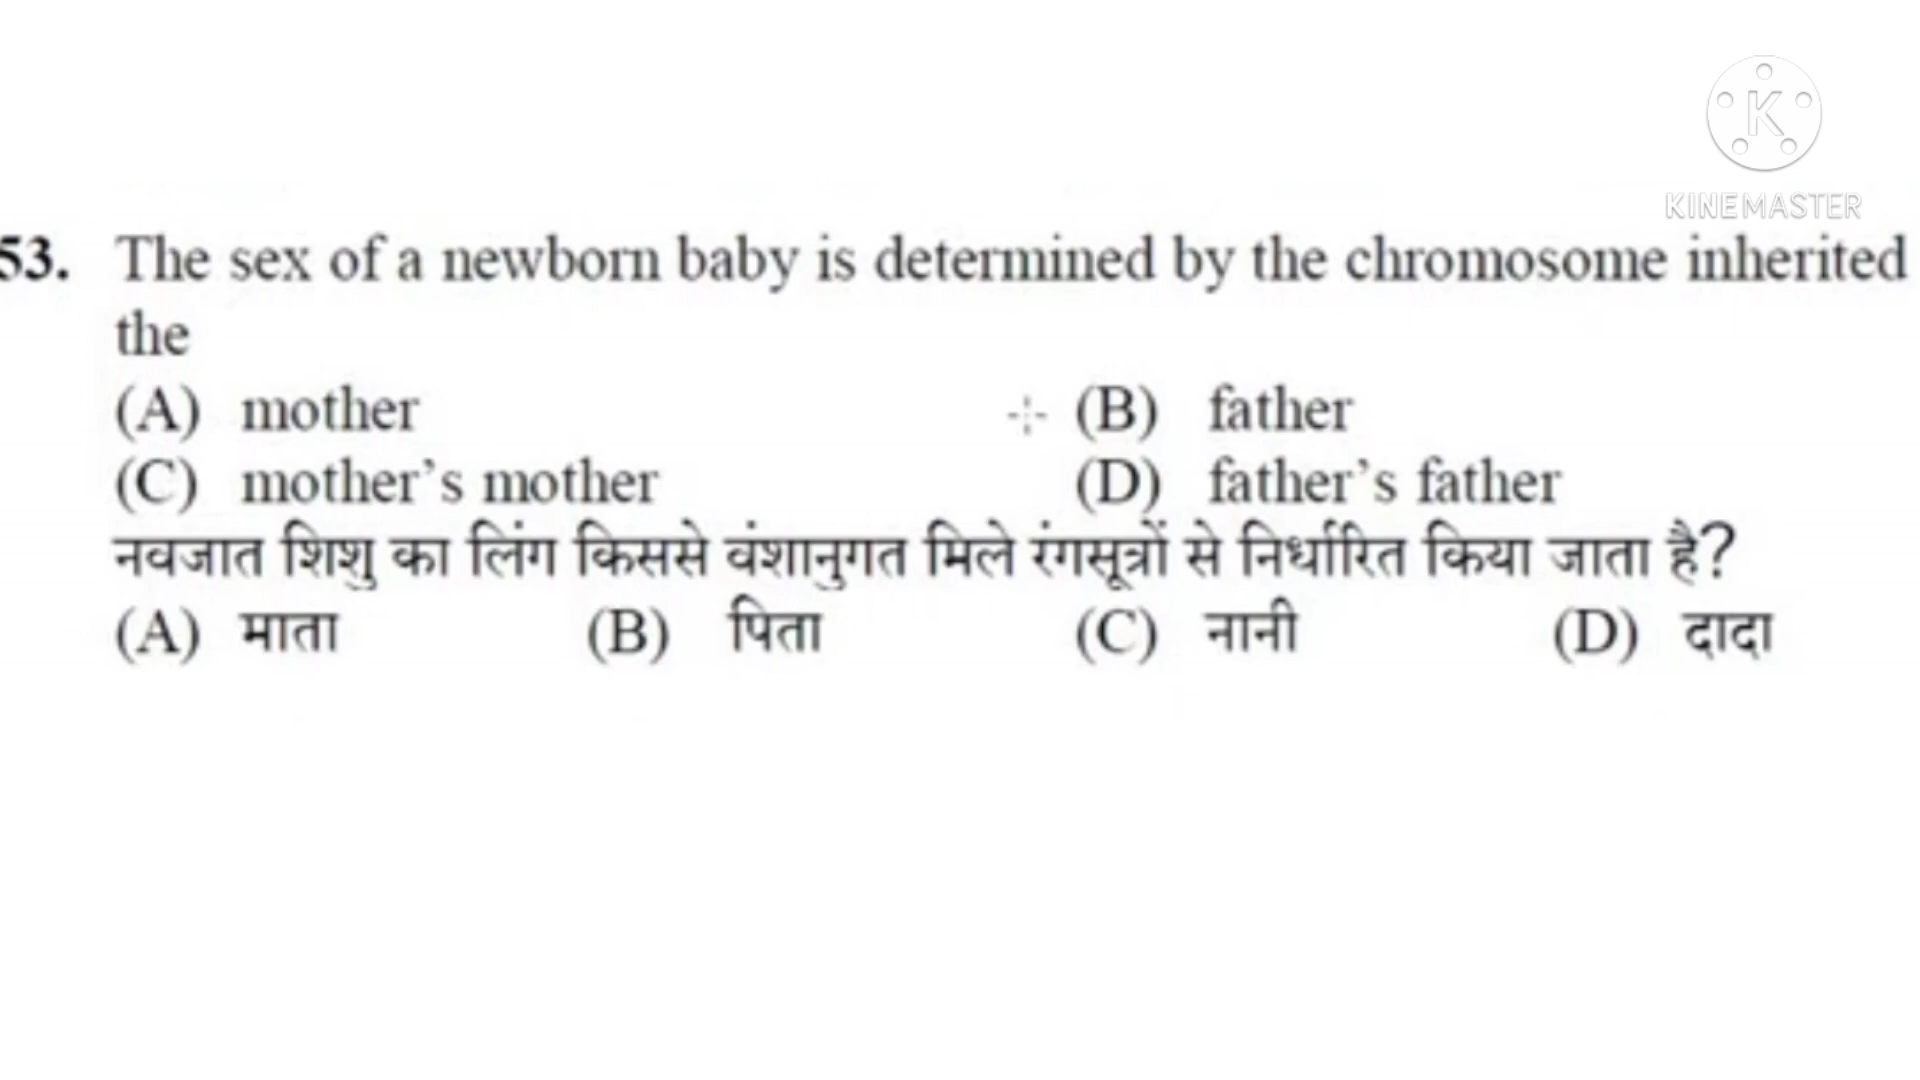 KINEMASTER
53. The sex of a newborn baby is determined by the chromosome inherited
the
(A) mother (B) father
(C) mother's mother (D) father's father
नवजात शिशु का लिंग किससे वंशानुगत मिले रंगसूत्रों से निर्धारित किया जाता है?
(A) माता (B) पिता (C) नानी (D) दादा